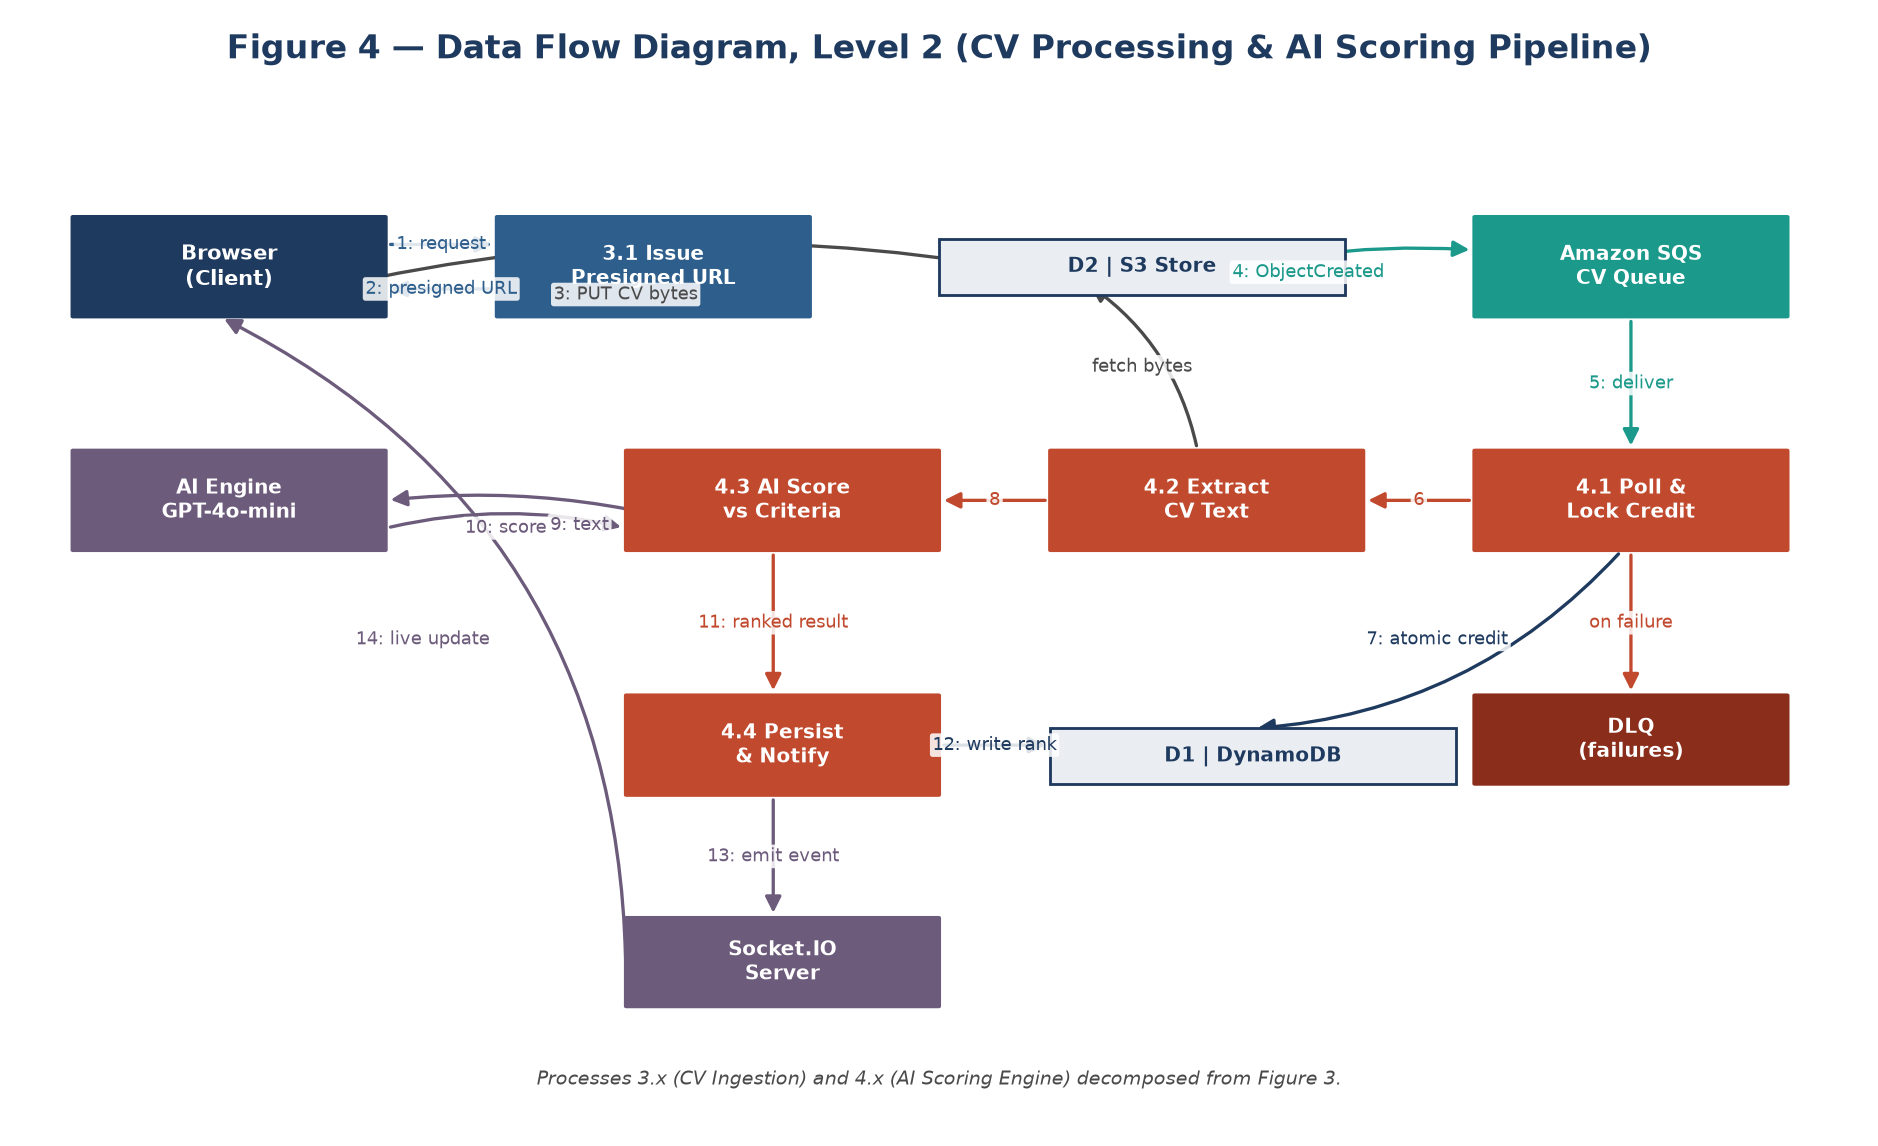 Figure 4 — Data Flow Diagram, Level 2 (CV Processing & AI Scoring Pipeline)
Browser
(Client)
1: request
2: presigned URL
3.1 Issue
Presigned URL
3: PUT CV bytes
D2 | S3 Store
4: ObjectCreated
Amazon SQS
CV Queue
fetch bytes
5: deliver
AI Engine
GPT-4o-mini
10: score
9: text
4.3 AI Score
vs Criteria
8
4.2 Extract
CV Text
6
4.1 Poll &
Lock Credit
14: live update
11: ranked result
7: atomic credit
on failure
4.4 Persist
& Notify
12: write rank
D1 | DynamoDB
DLQ
(failures)
13: emit event
Socket.IO
Server
Processes 3.x (CV Ingestion) and 4.x (AI Scoring Engine) decomposed from Figure 3.